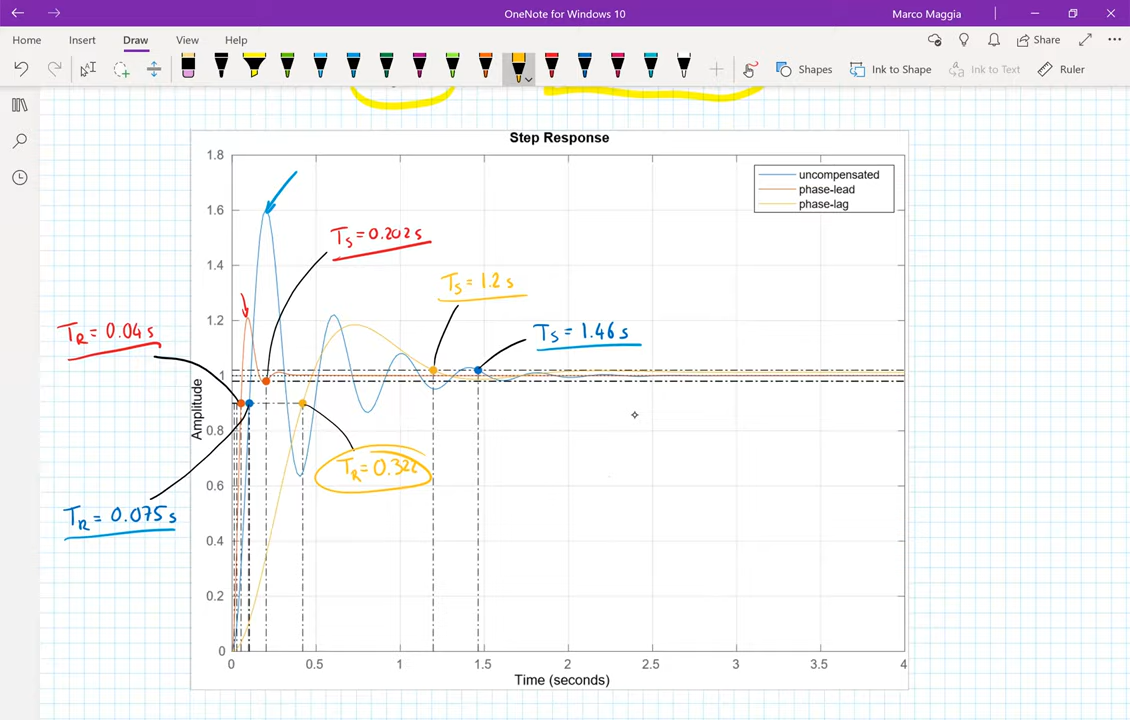 OneNote for Windows 10
Marco Maggia
Home Insert Draw View Help
Share
Shapes
Ink to Shape
Ink to Text
Ruler
Step Response
1.8
1.6
1.4
1.2
1
0.8
0.6
0.4
0.2
0
Amplitude
uncompensated
phase-lead
phase-lag
TS = 0.202 s
TS = 1.2 s
TS = 1.46 s
TR = 0.04 s
TR = 0.322
TR = 0.075 s
0 0.5 1 1.5 2 2.5 3 3.5 4
Time (seconds)